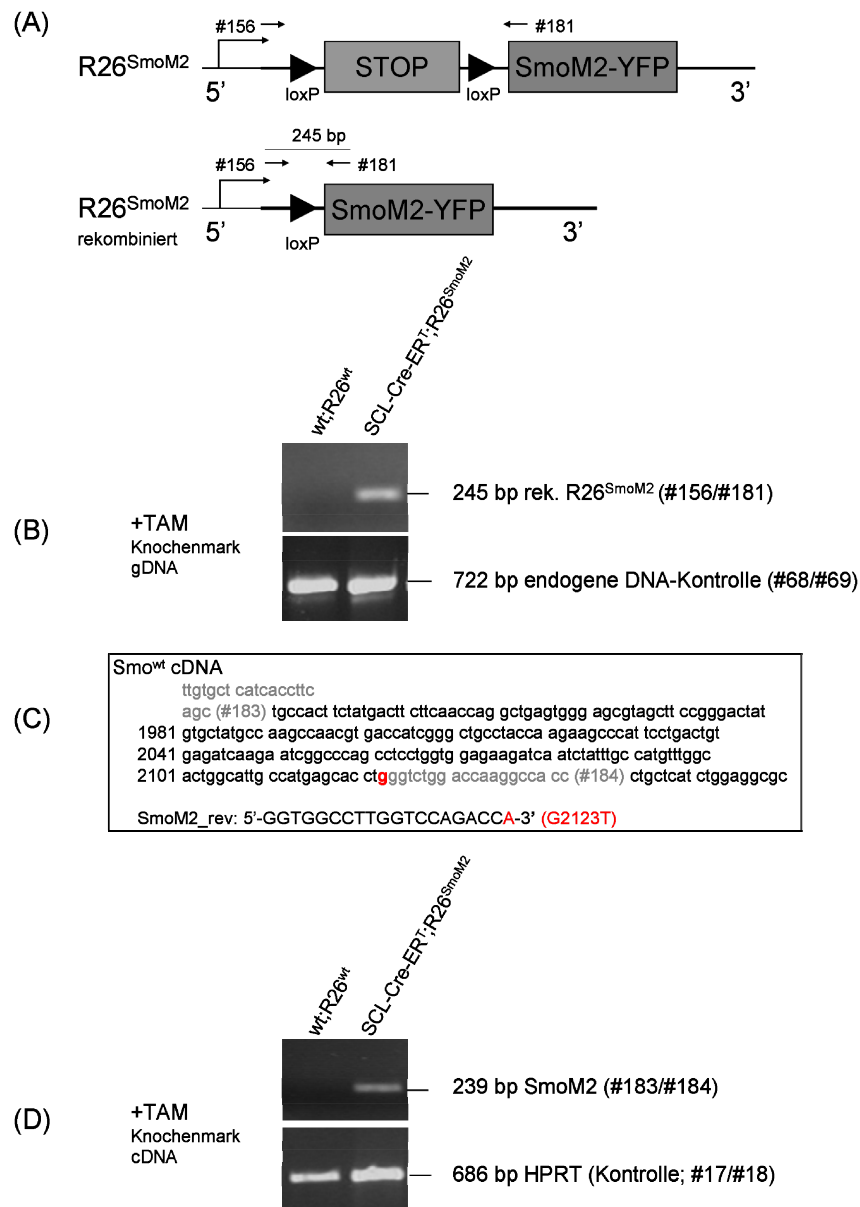 (A)
#156
#181
R26SmoM2
STOP
SmoM2-YFP
5’
loxP
loxP
3’
245 bp
#156
#181
R26SmoM2
SmoM2-YFP
rekombiniert
5’
loxP
3’
wt;R26wt
SCL-Cre-ERT;R26SmoM2
(B)
+TAM
Knochenmark
gDNA
245 bp rek. R26SmoM2 (#156/#181)
722 bp endogene DNA-Kontrolle (#68/#69)
(C)
Smowt cDNA
ttgtgct catcaccttc
agc (#183) tgccact tctatgactt cttcaaccag gctgagtggg agcgtagctt ccgggactat
1981 gtgctatgcc aagccaacgt gaccatcggg ctgcctacca agaagcccat tcctgactgt
2041 gagatcaaga atcggcccag cctcctggtg gagaagatca atctatttgc catgtttggc
2101 actggcattg ccatgagcac ctgggtctgg accaaggcca cc (#184) ctgctcat ctggaggcgc
SmoM2_rev: 5’-GGTGGCCTTGGTCCAGACCA-3’ (G2123T)
wt;R26wt
SCL-Cre-ERT;R26SmoM2
(D)
+TAM
Knochenmark
cDNA
239 bp SmoM2 (#183/#184)
686 bp HPRT (Kontrolle; #17/#18)